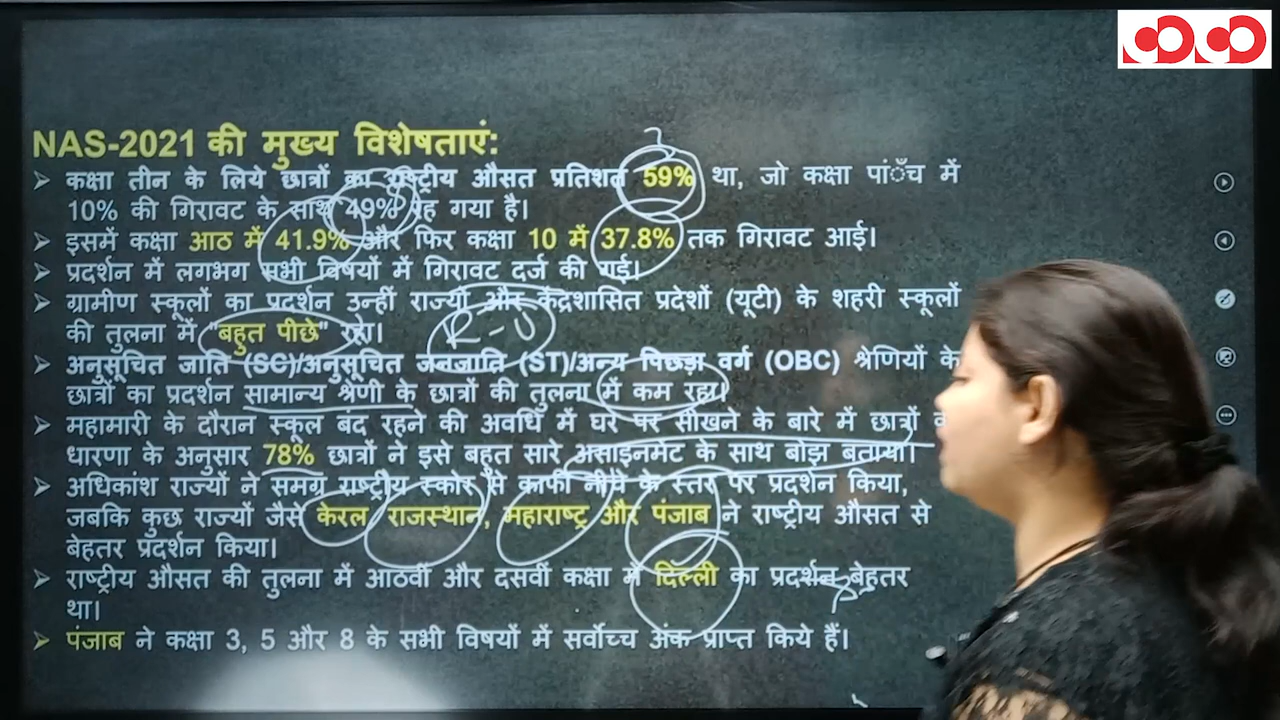 NAS-2021 की मुख्य विशेषताएं:
➤ कक्षा तीन के लिये छात्रों का राष्ट्रीय औसत प्रतिशत 59% था, जो कक्षा पांँच में
10% की गिरावट के साथ 49% रह गया है।
➤ इसमें कक्षा आठ में 41.9% और फिर कक्षा 10 में 37.8% तक गिरावट आई।
➤ प्रदर्शन में लगभग सभी विषयों में गिरावट दर्ज की गई।
➤ ग्रामीण स्कूलों का प्रदर्शन उन्हीं राज्यों और केंद्रशासित प्रदेशों (यूटी) के शहरी स्कूलों
की तुलना में "बहुत पीछे" रहा।
R-U
➤ अनुसूचित जाति (SC)/अनुसूचित जनजाति (ST)/अन्य पिछड़ा वर्ग (OBC) श्रेणियों के
छात्रों का प्रदर्शन सामान्य श्रेणी के छात्रों की तुलना में कम रहा।
➤ महामारी के दौरान स्कूल बंद रहने की अवधि में घर पर सीखने के बारे में छात्रों
धारणा के अनुसार 78% छात्रों ने इसे बहुत सारे असाइनमेंट के साथ बोझ बताया।
➤ अधिकांश राज्यों ने समग्र राष्ट्रीय स्कोर से काफी नीचे के स्तर पर प्रदर्शन किया,
जबकि कुछ राज्यों जैसे केरल राजस्थान, महाराष्ट्र और पंजाब ने राष्ट्रीय औसत से
बेहतर प्रदर्शन किया।
➤ राष्ट्रीय औसत की तुलना में आठवीं और दसवीं कक्षा में दिल्ली का प्रदर्शन बेहतर
था।
➤ पंजाब ने कक्षा 3, 5 और 8 के सभी विषयों में सर्वोच्च अंक प्राप्त किये हैं।